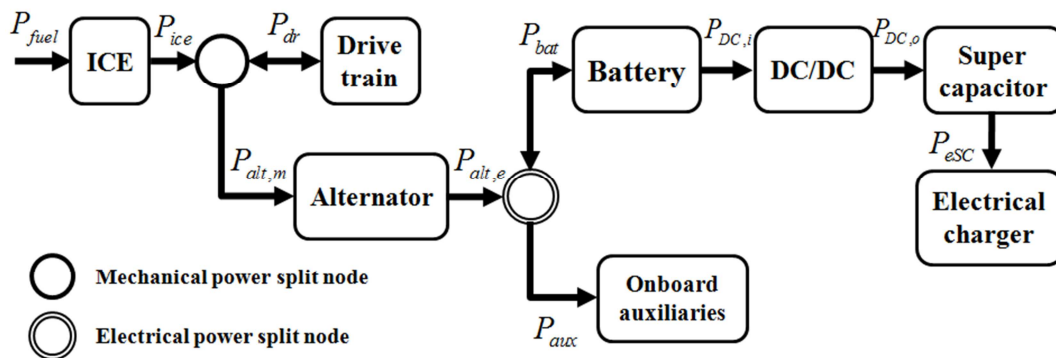 P_fuel
ICE
P_ice
P_dr
Drive
train
P_bat
Battery
P_DC,i
DC/DC
P_DC,o
Super
capacitor
P_alt,m
Alternator
P_alt,e
P_eSC
Electrical
charger
Mechanical power split node
Electrical power split node
Onboard
auxiliaries
P_aux